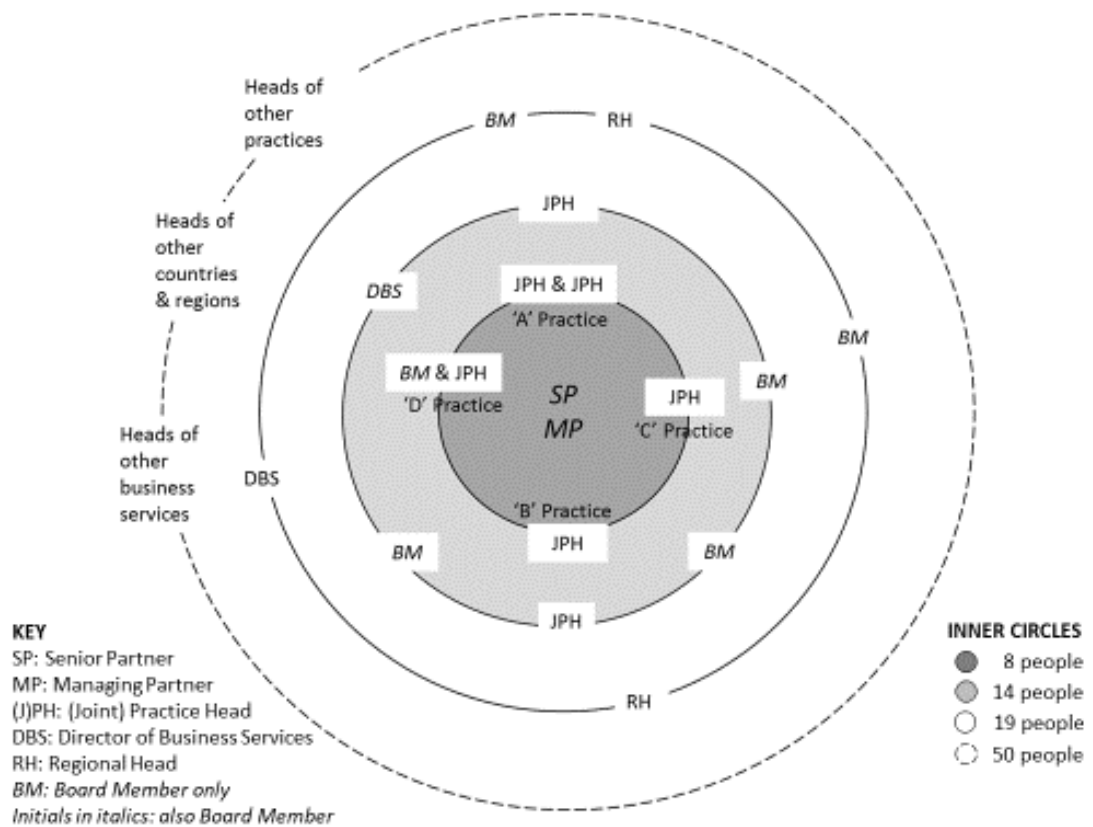 Heads of
other
practices
BM
RH
Heads of
other
countries
& regions
JPH
DBS
JPH & JPH
'A' Practice
BM
BM & JPH
'D' Practice
SP
MP
JPH
'C' Practice
BM
Heads of
other
business
services
DBS
'B' Practice
JPH
BM
BM
JPH
RH
KEY
SP: Senior Partner
MP: Managing Partner
(J)PH: (Joint) Practice Head
DBS: Director of Business Services
RH: Regional Head
BM: Board Member only
Initials in italics: also Board Member
INNER CIRCLES
8 people
14 people
19 people
50 people